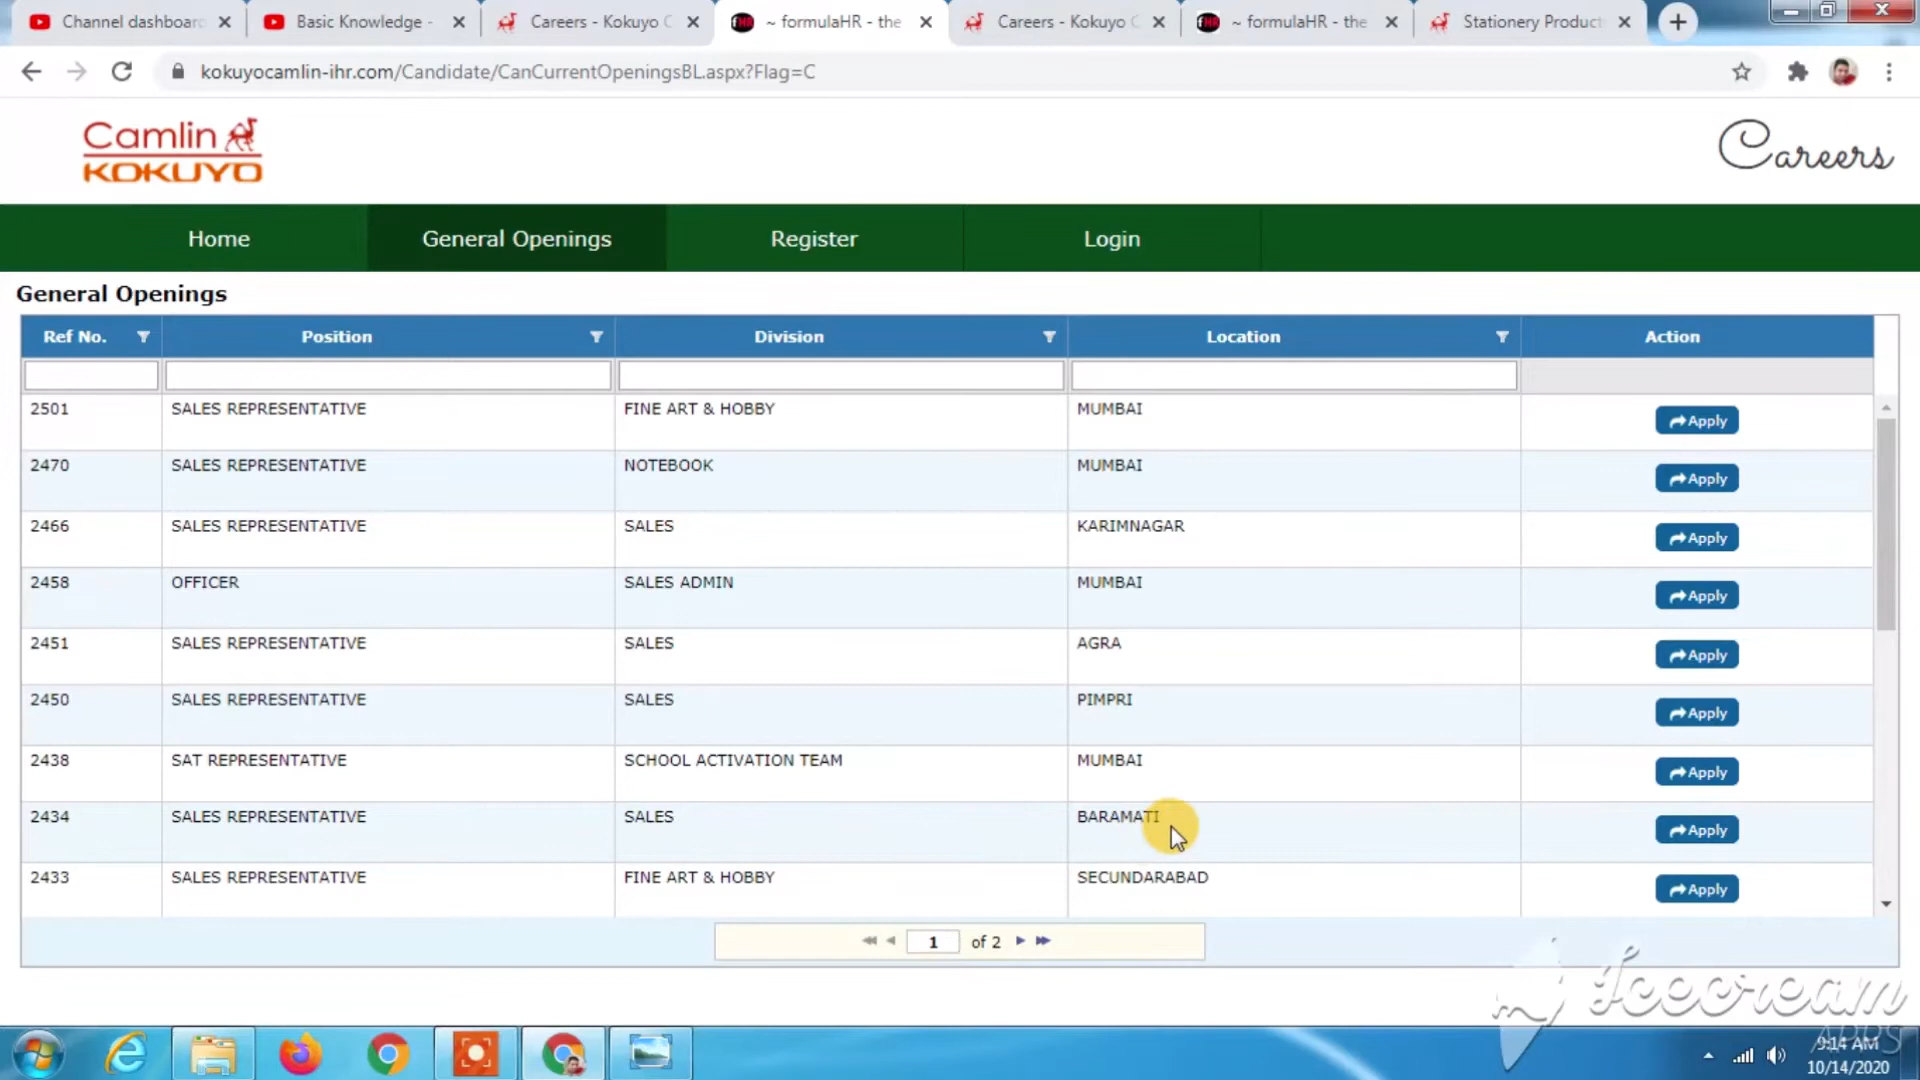 Channel dashboar
Basic Knowledge -
Careers - Kokuyo C
~ formulaHR - the
Careers - Kokuyo C
~ formulaHR - the
Stationery Product
kokuyocamlin-ihr.com/Candidate/CanCurrentOpeningsBL.aspx?Flag=C
Camlin
KOKUYO
Careers
Home General Openings Register Login
General Openings
Ref No. Position Division Location Action
2501 SALES REPRESENTATIVE FINE ART & HOBBY MUMBAI Apply
2470 SALES REPRESENTATIVE NOTEBOOK MUMBAI Apply
2466 SALES REPRESENTATIVE SALES KARIMNAGAR Apply
2458 OFFICER SALES ADMIN MUMBAI Apply
2451 SALES REPRESENTATIVE SALES AGRA Apply
2450 SALES REPRESENTATIVE SALES PIMPRI Apply
2438 SAT REPRESENTATIVE SCHOOL ACTIVATION TEAM MUMBAI Apply
2434 SALES REPRESENTATIVE SALES BARAMATI Apply
2433 SALES REPRESENTATIVE FINE ART & HOBBY SECUNDARABAD Apply
1 of 2
Icecream
APPS
9:14 AM
10/14/2020